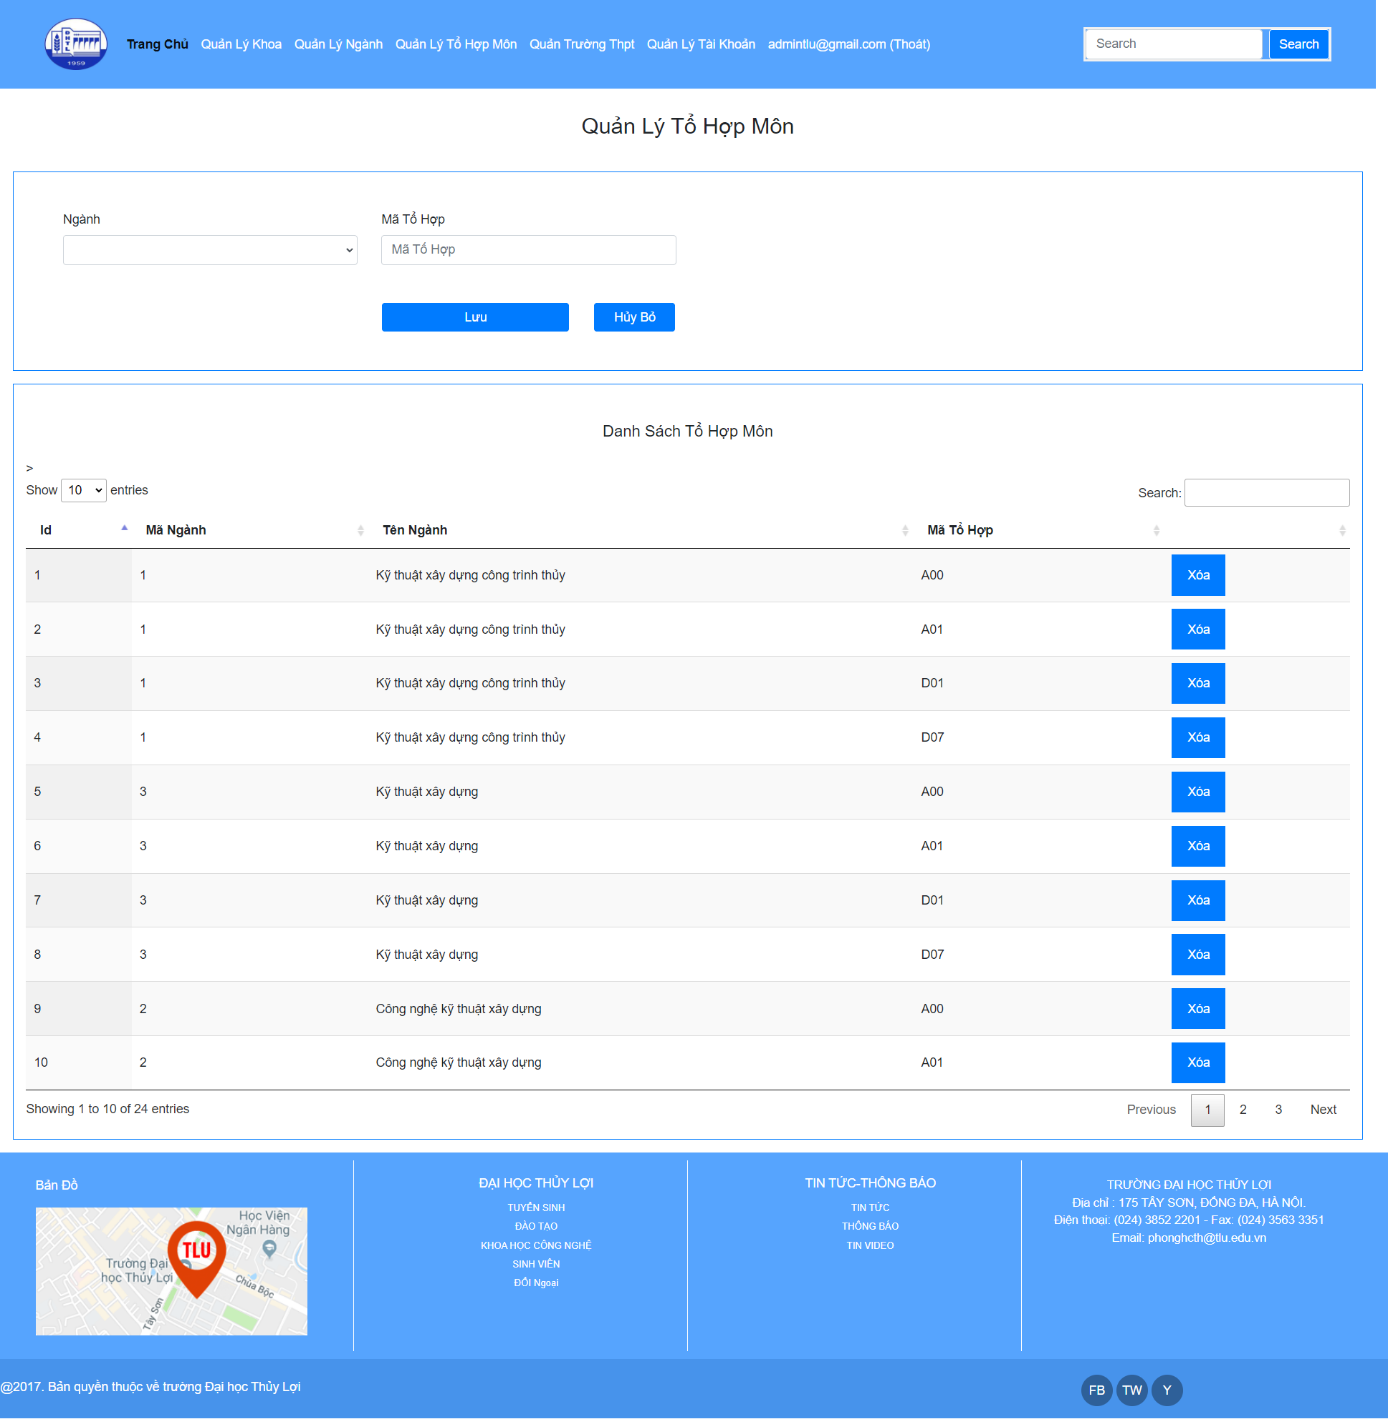 1959
Trang Chủ Quản Lý Khoa Quản Lý Ngành Quản Lý Tổ Hợp Môn Quản Trường Thpt Quản Lý Tài Khoản admintlu@gmail.com (Thoát) Search Search
Quản Lý Tổ Hợp Môn
Ngành Mã Tổ Hợp
Mã Tổ Hợp
Lưu Hủy Bỏ
Danh Sách Tổ Hợp Môn
>
Show 10 entries Search:
Id Mã Ngành Tên Ngành Mã Tổ Hợp
1 1 Kỹ thuật xây dựng công trình thủy A00 Xóa
2 1 Kỹ thuật xây dựng công trình thủy A01 Xóa
3 1 Kỹ thuật xây dựng công trình thủy D01 Xóa
4 1 Kỹ thuật xây dựng công trình thủy D07 Xóa
5 3 Kỹ thuật xây dựng A00 Xóa
6 3 Kỹ thuật xây dựng A01 Xóa
7 3 Kỹ thuật xây dựng D01 Xóa
8 3 Kỹ thuật xây dựng D07 Xóa
9 2 Công nghệ kỹ thuật xây dựng A00 Xóa
10 2 Công nghệ kỹ thuật xây dựng A01 Xóa
Showing 1 to 10 of 24 entries Previous 1 2 3 Next
Bản Đồ
Học Viện
Ngân Hàng
TLU
Trường Đại
học Thủy Lợi
Chùa Bộc
Tây Sơn
ĐẠI HỌC THỦY LỢI
TUYỂN SINH
ĐÀO TẠO
KHOA HỌC CÔNG NGHỆ
SINH VIÊN
ĐỐI Ngoại
TIN TỨC-THÔNG BÁO
TIN TỨC
THÔNG BÁO
TIN VIDEO
TRƯỜNG ĐẠI HỌC THỦY LỢI
Địa chỉ : 175 TÂY SƠN, ĐỐNG ĐA, HÀ NỘI.
Điện thoại: (024) 3852 2201 - Fax: (024) 3563 3351
Email: phonghcth@tlu.edu.vn
@2017. Bản quyền thuộc về trường Đại học Thủy Lợi FB TW Y